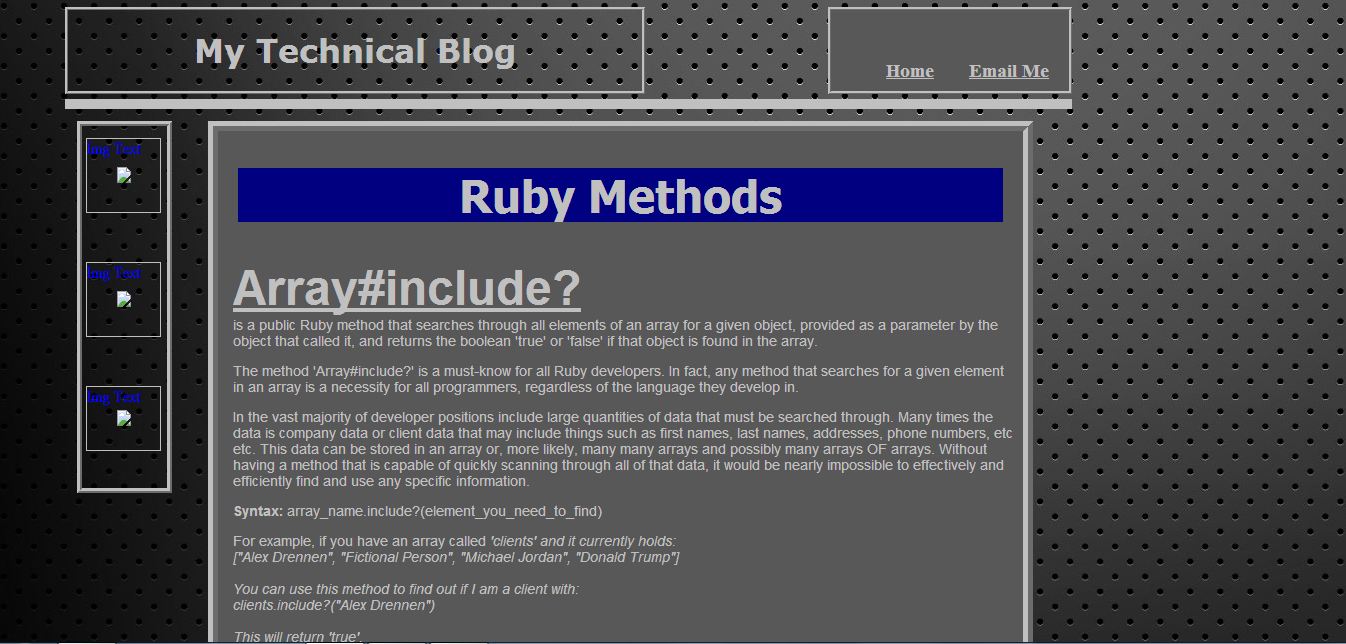 My Technical Blog
Home Email Me
Img Text
Img Text
Img Text
Ruby Methods
Array#include?
is a public Ruby method that searches through all elements of an array for a given object, provided as a parameter by the
object that called it, and returns the boolean 'true' or 'false' if that object is found in the array.
The method 'Array#include?' is a must-know for all Ruby developers. In fact, any method that searches for a given element
in an array is a necessity for all programmers, regardless of the language they develop in.
In the vast majority of developer positions include large quantities of data that must be searched through. Many times the
data is company data or client data that may include things such as first names, last names, addresses, phone numbers, etc
etc. This data can be stored in an array or, more likely, many many arrays and possibly many arrays OF arrays. Without
having a method that is capable of quickly scanning through all of that data, it would be nearly impossible to effectively and
efficiently find and use any specific information.
Syntax: array_name.include?(element_you_need_to_find)
For example, if you have an array called 'clients' and it currently holds:
["Alex Drennen", "Fictional Person", "Michael Jordan", "Donald Trump"]
You can use this method to find out if I am a client with:
clients.include?("Alex Drennen")
This will return 'true'.